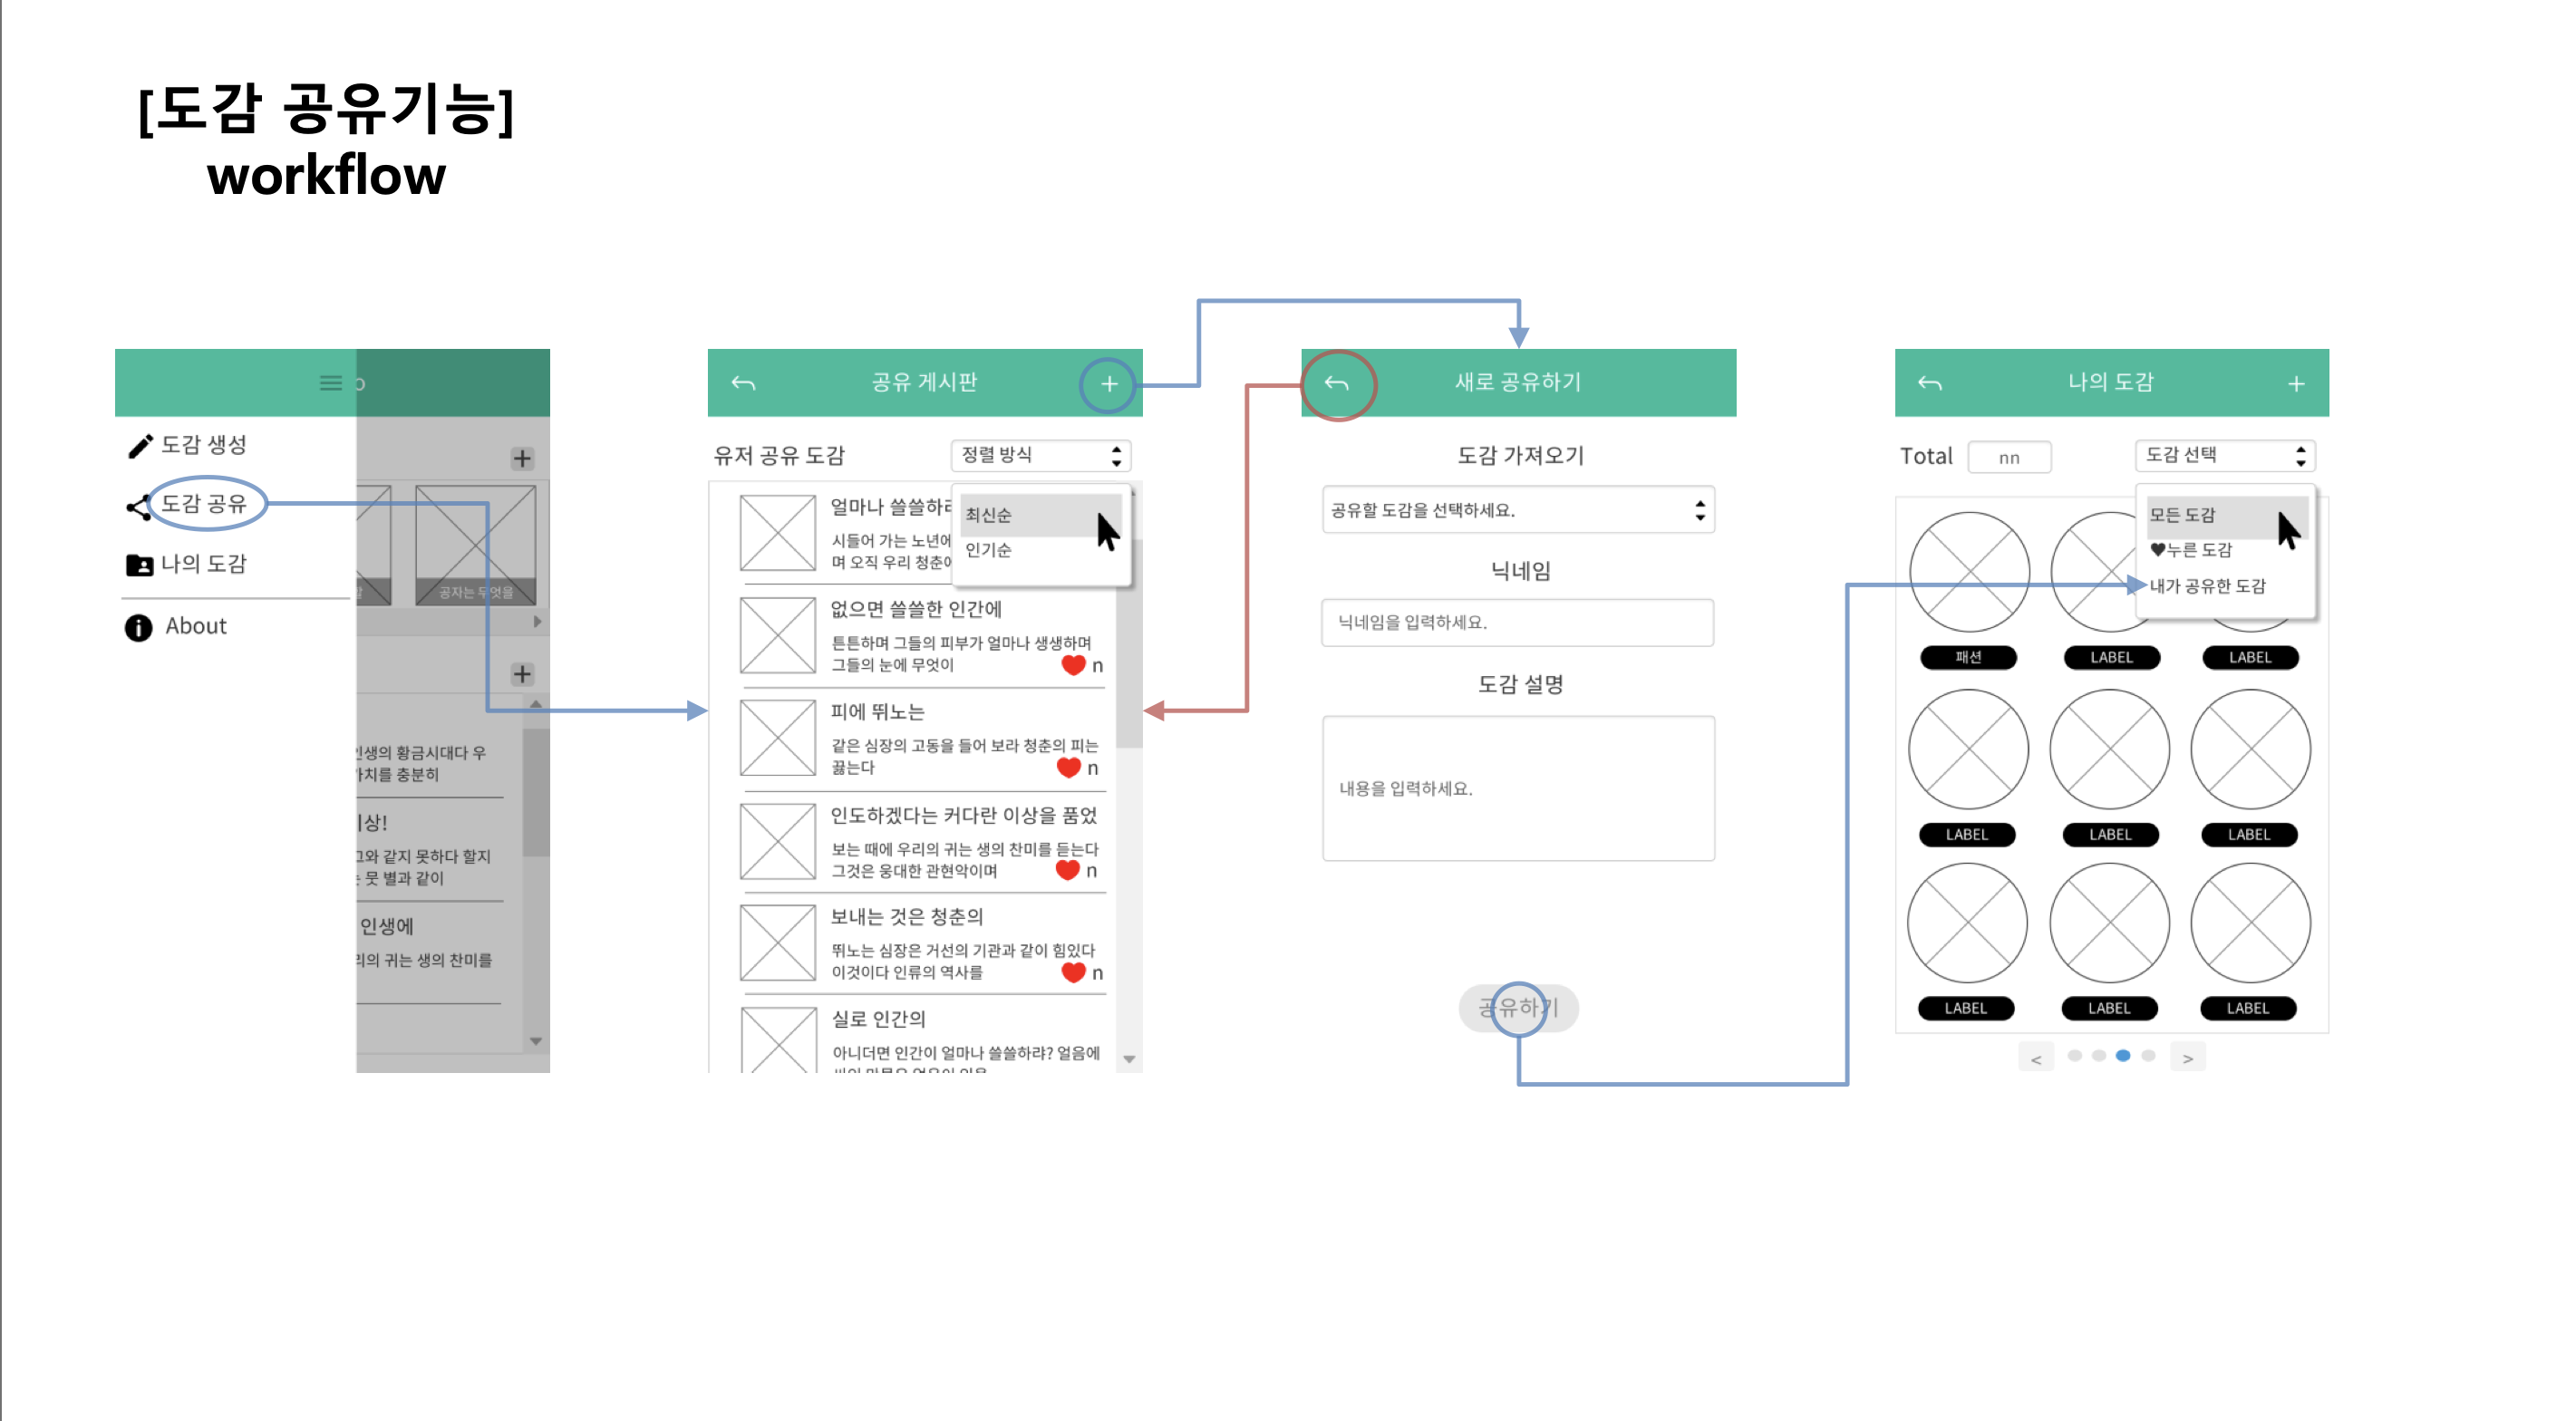 [도감 공유기능]
workflow
도감 생성
도감 공유
나의 도감
About
공자는 무엇을
인생의 황금시대다 우
가치를 충분히
이상!
그와 같지 못하다 할지
는 뭇 별과 같이
인생에
리의 귀는 생의 찬미를
공유 게시판
+
유저 공유 도감
정렬 방식
최신순
인기순
얼마나 쓸쓸하랴
시들어 가는 노년에
며 오직 우리 청춘에
없으면 쓸쓸한 인간에
튼튼하며 그들의 피부가 얼마나 생생하며
그들의 눈에 무엇이
n
피에 뛰노는
같은 심장의 고동을 들어 보라 청춘의 피는
끓는다
n
인도하겠다는 커다란 이상을 품었
보는 때에 우리의 귀는 생의 찬미를 듣는다
그것은 웅대한 관현악이며
n
보내는 것은 청춘의
뛰노는 심장은 거선의 기관과 같이 힘있다
이것이다 인류의 역사를
n
실로 인간의
아니더면 인간이 얼마나 쓸쓸하랴? 얼음에
새로 공유하기
도감 가져오기
공유할 도감을 선택하세요.
닉네임
닉네임을 입력하세요.
도감 설명
내용을 입력하세요.
공유하기
나의 도감
+
Total
nn
도감 선택
모든 도감
♥누른 도감
내가 공유한 도감
패션
LABEL
LABEL
LABEL
LABEL
LABEL
LABEL
LABEL
LABEL
<
>